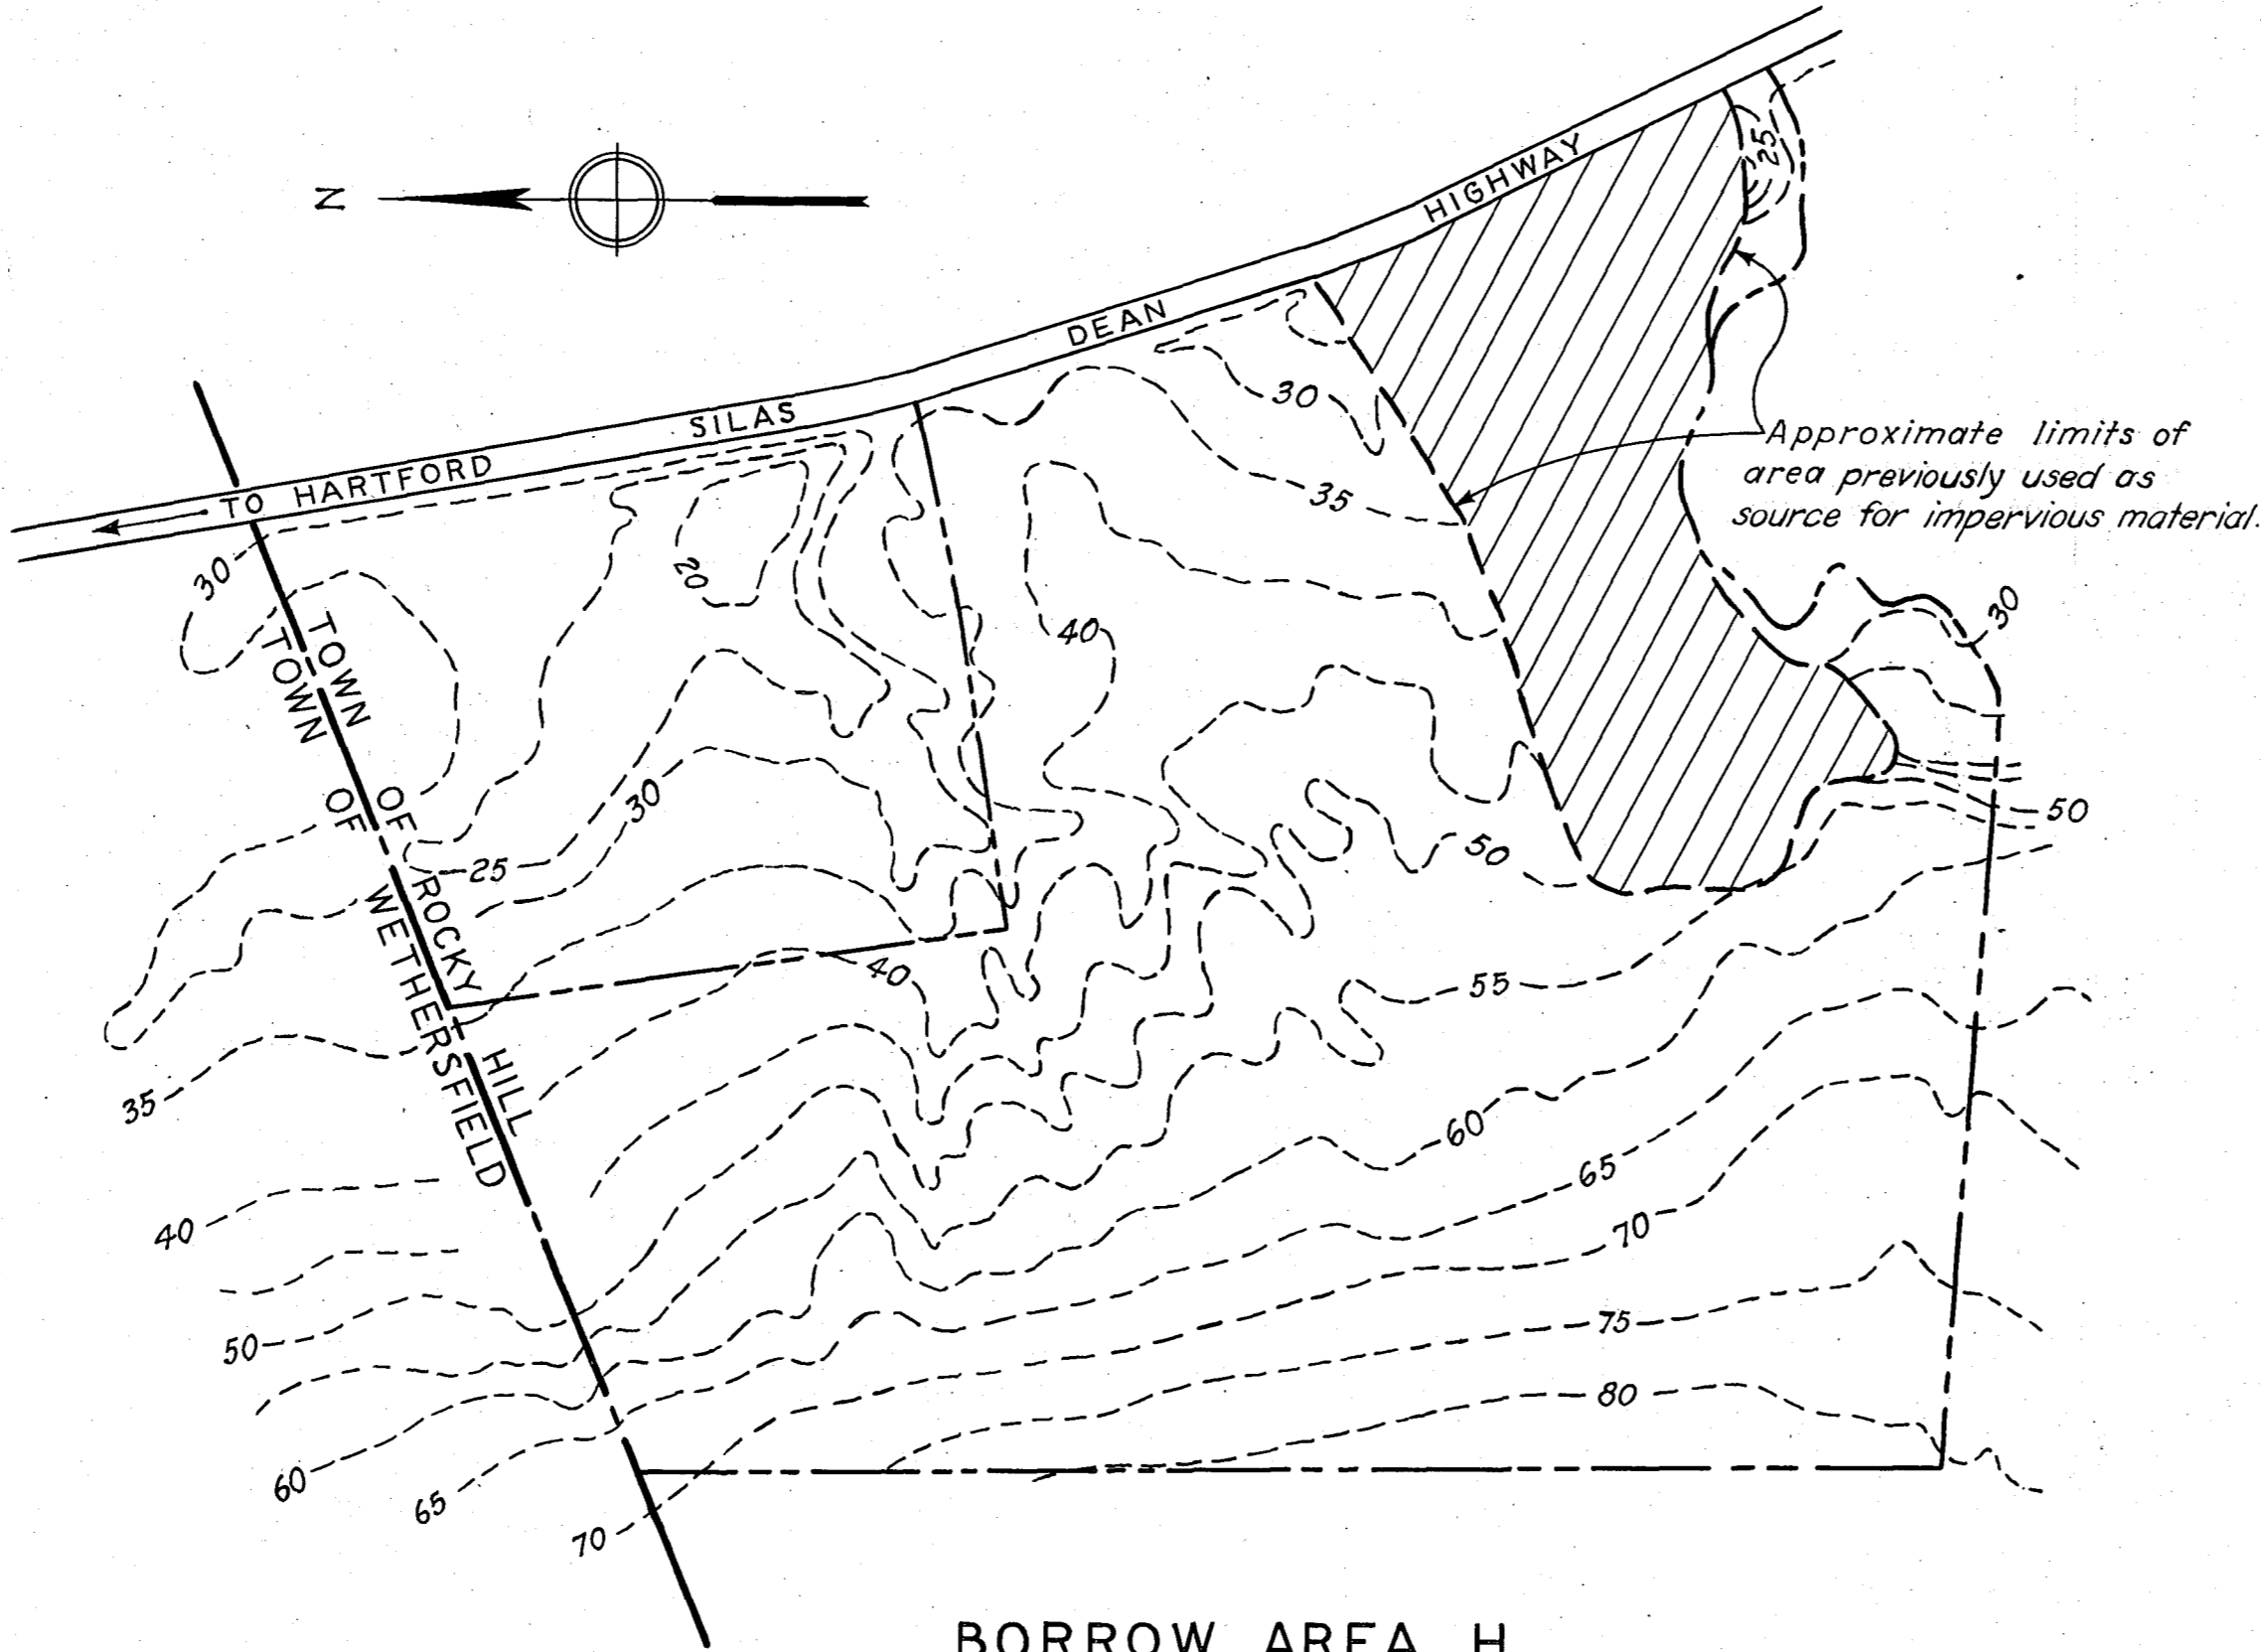 N
TO HARTFORD
SILAS
DEAN
HIGHWAY
25
30
35
Approximate limits of
area previously used as
source for impervious material.
30
20
40
30
TOWN OF ROCKY HILL
TOWN OF WETHERSFIELD
30
25
50
50
40
55
35
60
65
40
70
50
75
80
60
65
70
BORROW AREA H